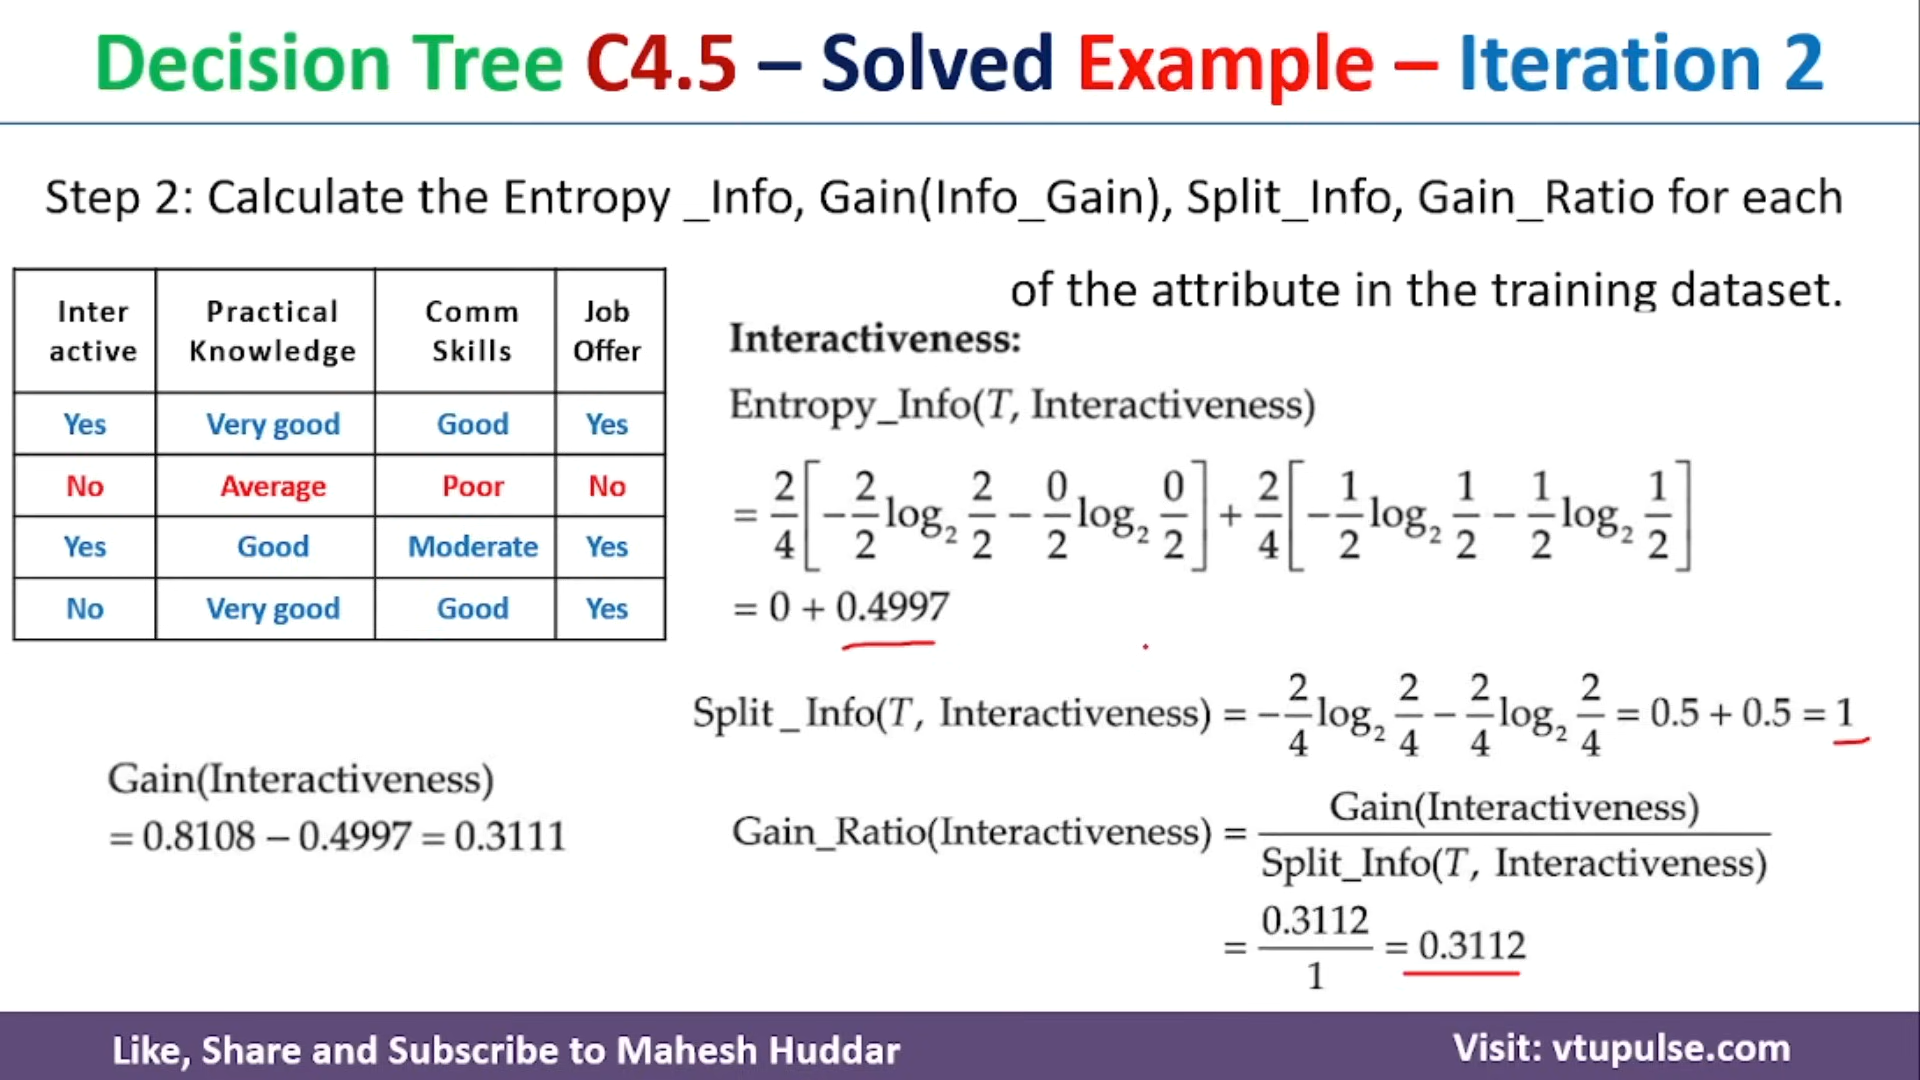 Decision Tree C4.5 – Solved Example – Iteration 2
Step 2: Calculate the Entropy _Info, Gain(Info_Gain), Split_Info, Gain_Ratio for each
of the attribute in the training dataset.
Inter active | Practical Knowledge | Comm Skills | Job Offer
Yes | Very good | Good | Yes
No | Average | Poor | No
Yes | Good | Moderate | Yes
No | Very good | Good | Yes
Gain(Interactiveness)
= 0.8108 – 0.4997 = 0.3111
Interactiveness:
Entropy_Info(T, Interactiveness)
= 2/4[−2/2 log₂ 2/2 − 0/2 log₂ 0/2] + 2/4[−1/2 log₂ 1/2 − 1/2 log₂ 1/2]
= 0 + 0.4997
Split_Info(T, Interactiveness) = −2/4 log₂ 2/4 − 2/4 log₂ 2/4 = 0.5 + 0.5 = 1
Gain_Ratio(Interactiveness) = Gain(Interactiveness) / Split_Info(T, Interactiveness)
= 0.3112 / 1 = 0.3112
Like, Share and Subscribe to Mahesh Huddar
Visit: vtupulse.com